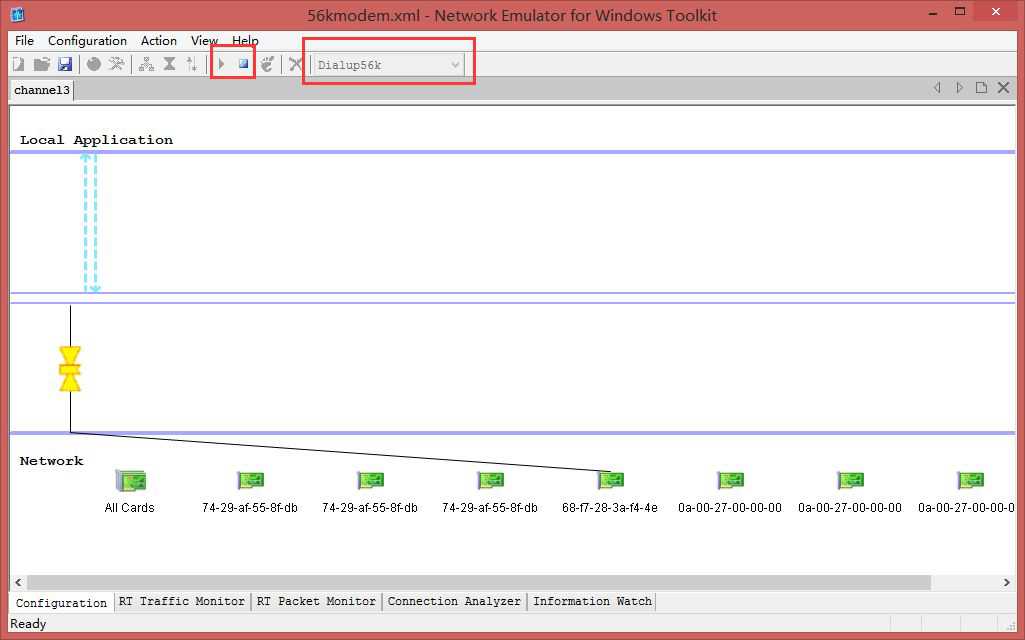 56kmodem.xml - Network Emulator for Windows Toolkit
File Configuration Action View Help
Dialup56k
channel3
Local Application
Network
All Cards 74-29-af-55-8f-db 74-29-af-55-8f-db 74-29-af-55-8f-db 68-f7-28-3a-f4-4e 0a-00-27-00-00-00 0a-00-27-00-00-00 0a-00-27-00-00-0
Configuration RT Traffic Monitor RT Packet Monitor Connection Analyzer Information Watch
Ready